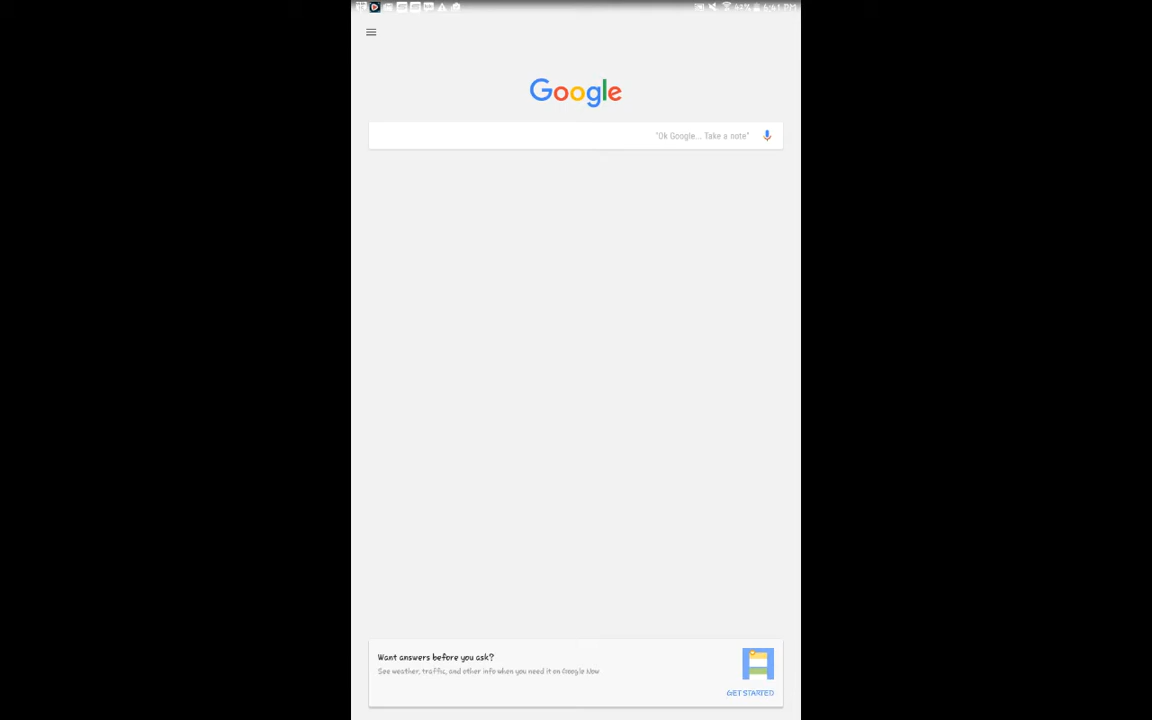 Google
"Ok Google... Take a note"
Want answers before you ask?
See weather, traffic, and other info when you need it on Google Now
GET STARTED